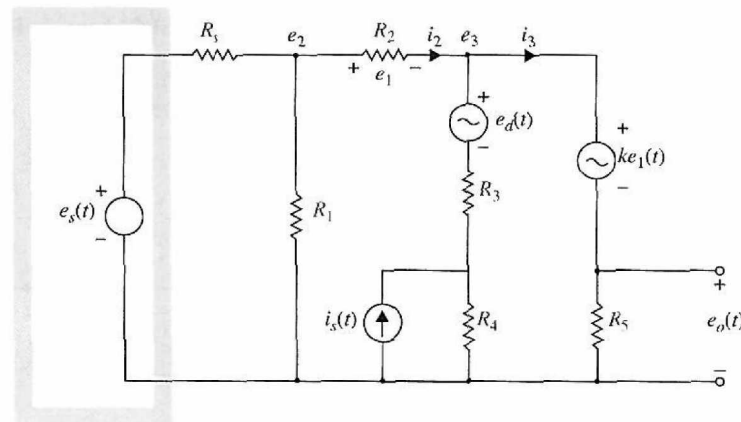 R_s e_2 R_2 i_2 e_3 i_3
+ e_1 −
+ e_d(t) −
+ ke_1(t) −
R_3
+ e_s(t) −
R_1
i_s(t)
R_4
R_5
+ e_o(t) −